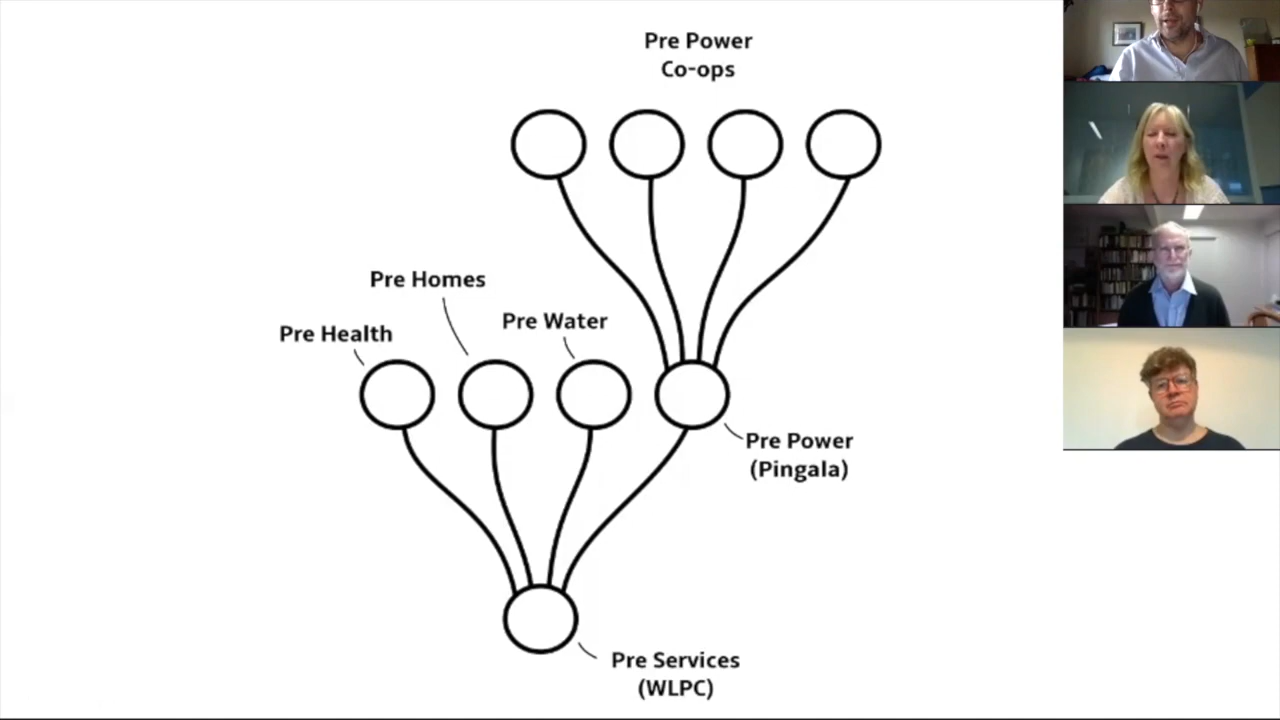 Pre Power
Co-ops
Pre Homes
Pre Water
Pre Health
Pre Power
(Pingala)
Pre Services
(WLPC)